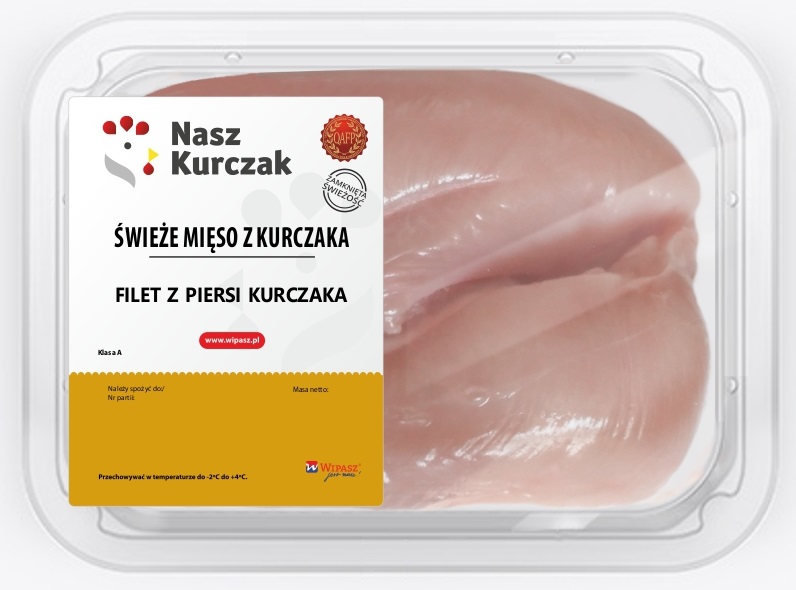 Nasz
Kurczak
QAFP
ZAMKNIĘTA
ŚWIEŻOŚĆ
ŚWIEŻE MIĘSO Z KURCZAKA
FILET Z PIERSI KURCZAKA
www.wipasz.pl
Klasa A
Należy spożyć do/
Nr partii:
Masa netto:
W WIPASZ
Przechowywać w temperaturze do -2°C do +4°C.